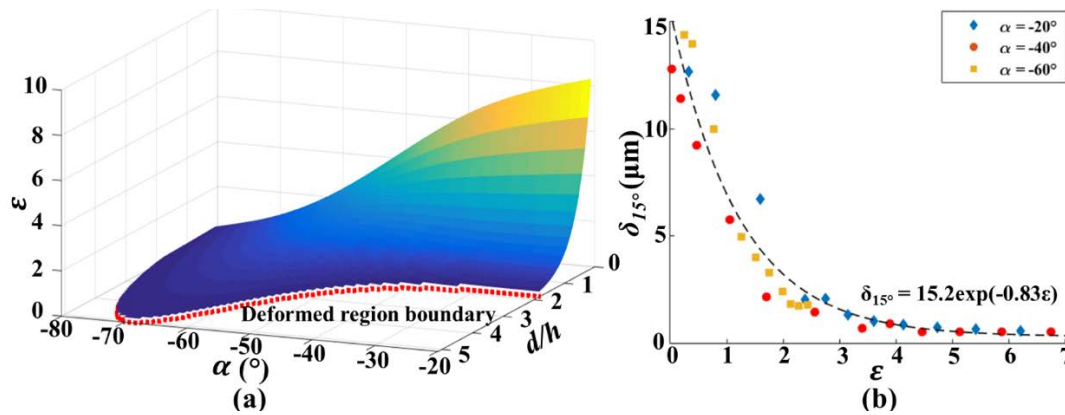 (a)
10
8
6
4
2
0
ε
-80
-70
-60
-50
-40
-30
-20
α (°)
5
4
3
2
1
0
d/h
Deformed region boundary
(b)
15
10
5
0
δ15° (μm)
0 1 2 3 4 5 6 7
ε
α = -20°
α = -40°
α = -60°
δ15° = 15.2exp(-0.83ε)
(a)
(b)